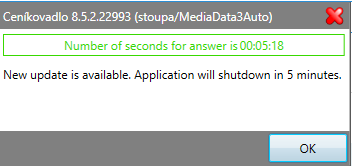 Ceníkovadlo 8.5.2.22993 (stoupa/MediaData3Auto)
Number of seconds for answer is 00:05:18
New update is available. Application will shutdown in 5 minutes.
OK